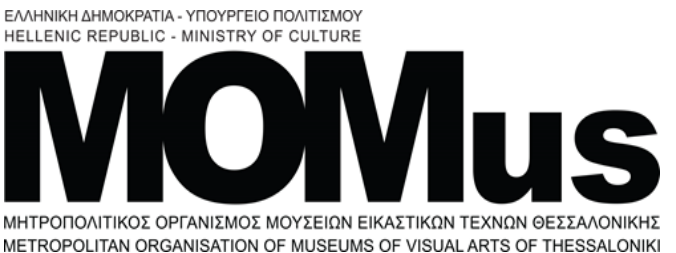 ΕΛΛΗΝΙΚΗ ΔΗΜΟΚΡΑΤΙΑ - ΥΠΟΥΡΓΕΙΟ ΠΟΛΙΤΙΣΜΟΥ
HELLENIC REPUBLIC - MINISTRY OF CULTURE
MOMus
ΜΗΤΡΟΠΟΛΙΤΙΚΟΣ ΟΡΓΑΝΙΣΜΟΣ ΜΟΥΣΕΙΩΝ ΕΙΚΑΣΤΙΚΩΝ ΤΕΧΝΩΝ ΘΕΣΣΑΛΟΝΙΚΗΣ
METROPOLITAN ORGANISATION OF MUSEUMS OF VISUAL ARTS OF THESSALONIKI